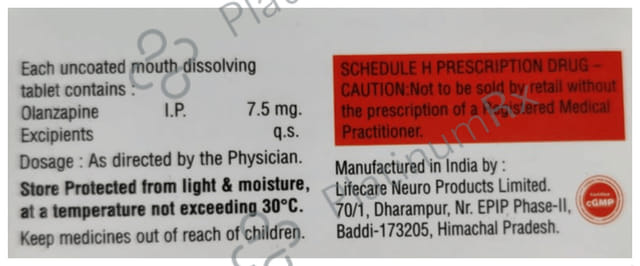 Each uncoated mouth dissolving
tablet contains :
Olanzapine I.P. 7.5 mg.
Excipients q.s.
Dosage : As directed by the Physician.
Store Protected from light & moisture,
at a temperature not exceeding 30°C.
Keep medicines out of reach of children.
SCHEDULE H PRESCRIPTION DRUG –
CAUTION:Not to be sold by retail without
the prescription of a Registered Medical
Practitioner.
Manufactured in India by :
Lifecare Neuro Products Limited.
70/1, Dharampur, Nr. EPIP Phase-II,
Baddi-173205, Himachal Pradesh.
Certified
cGMP
PlatinumRx